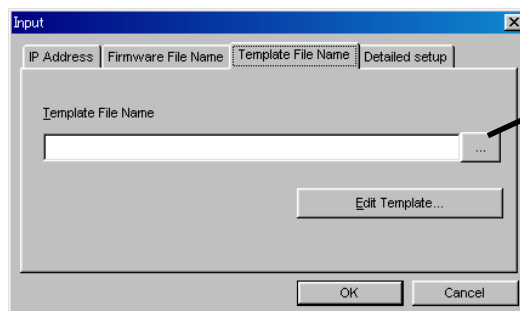 Input
IP Address Firmware File Name Template File Name Detailed setup
Template File Name
...
Edit Template...
OK Cancel